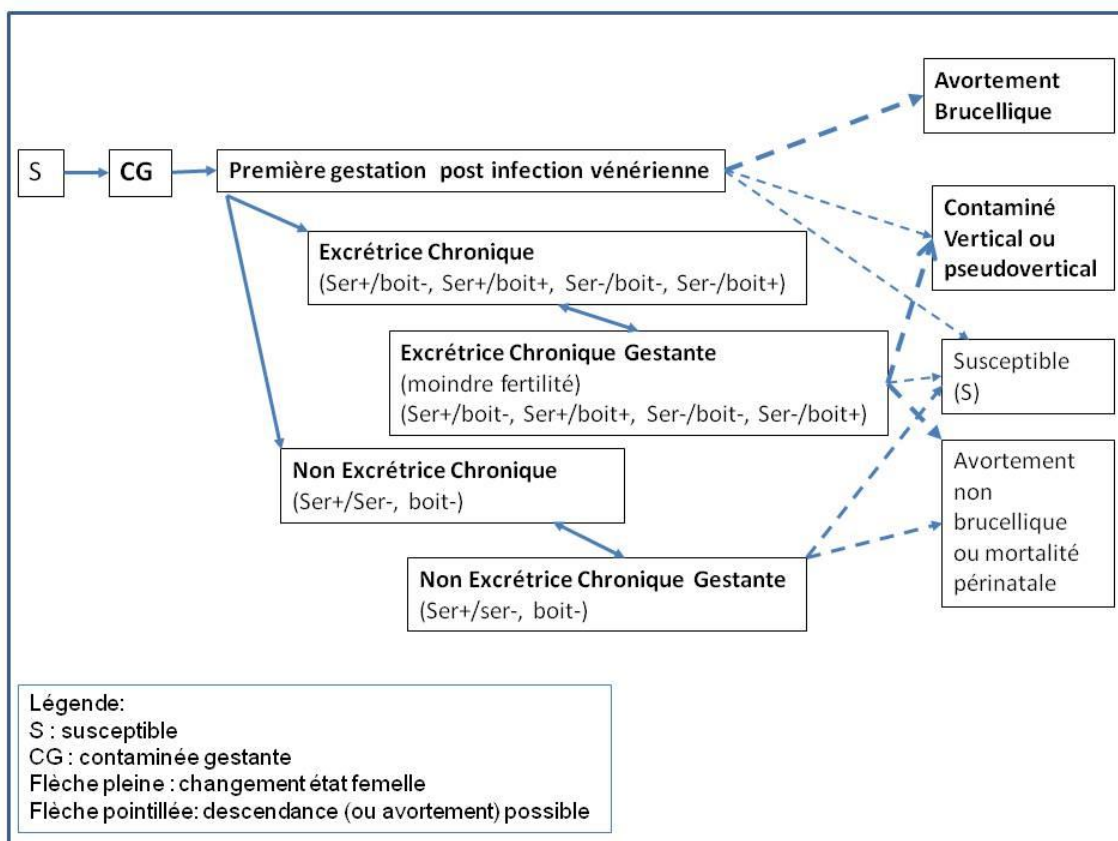 Avortement
Brucellique
S
CG
Première gestation post infection vénérienne
Contaminé
Vertical ou
pseudovertical
Excrétrice Chronique
(Ser+/boit-, Ser+/boit+, Ser-/boit-, Ser-/boit+)
Excrétrice Chronique Gestante
(moindre fertilité)
(Ser+/boit-, Ser+/boit+, Ser-/boit-, Ser-/boit+)
Susceptible
(S)
Non Excrétrice Chronique
(Ser+/Ser-, boit-)
Avortement
non
brucellique
ou mortalité
périnatale
Non Excrétrice Chronique Gestante
(Ser+/ser-, boit-)
Légende:
S : susceptible
CG : contaminée gestante
Flèche pleine : changement état femelle
Flèche pointillée: descendance (ou avortement) possible